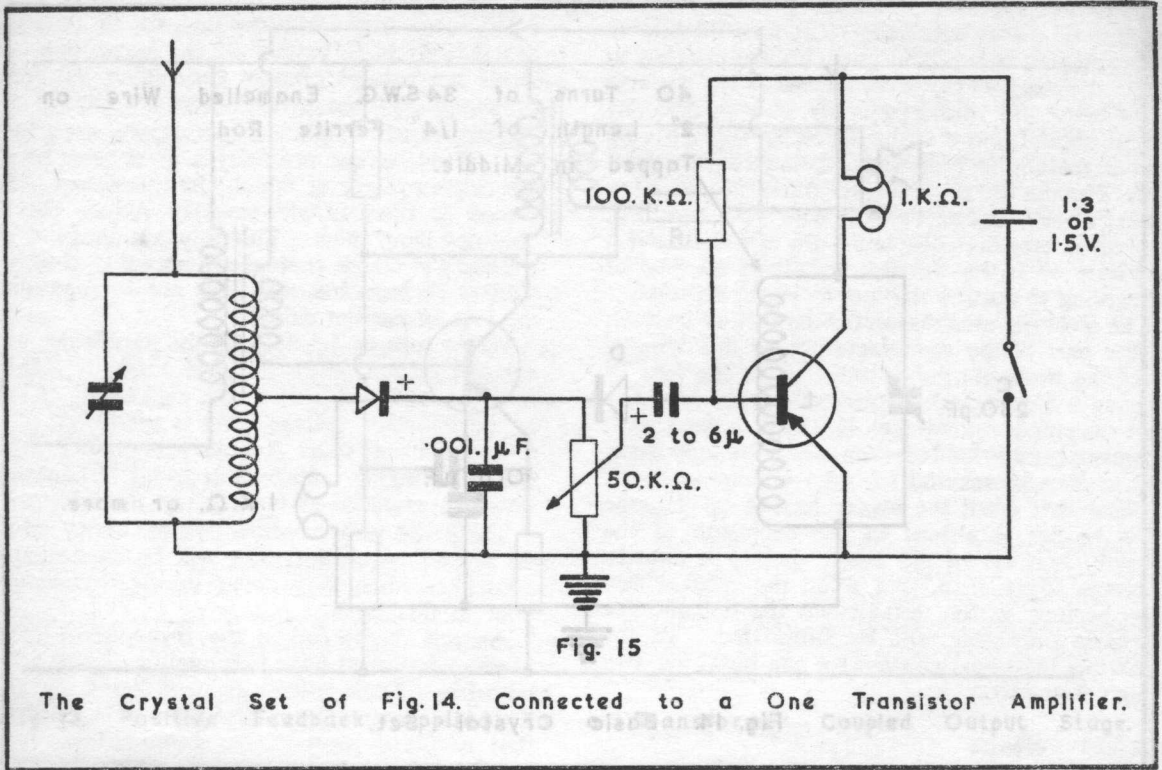 100.K.Ω.
1.K.Ω.
1·3
or
1·5.V.
+
·001. μF.
+
2 to 6μ
50.K.Ω.
Fig. 15
The Crystal Set of Fig.14. Connected to a One Transistor Amplifier.